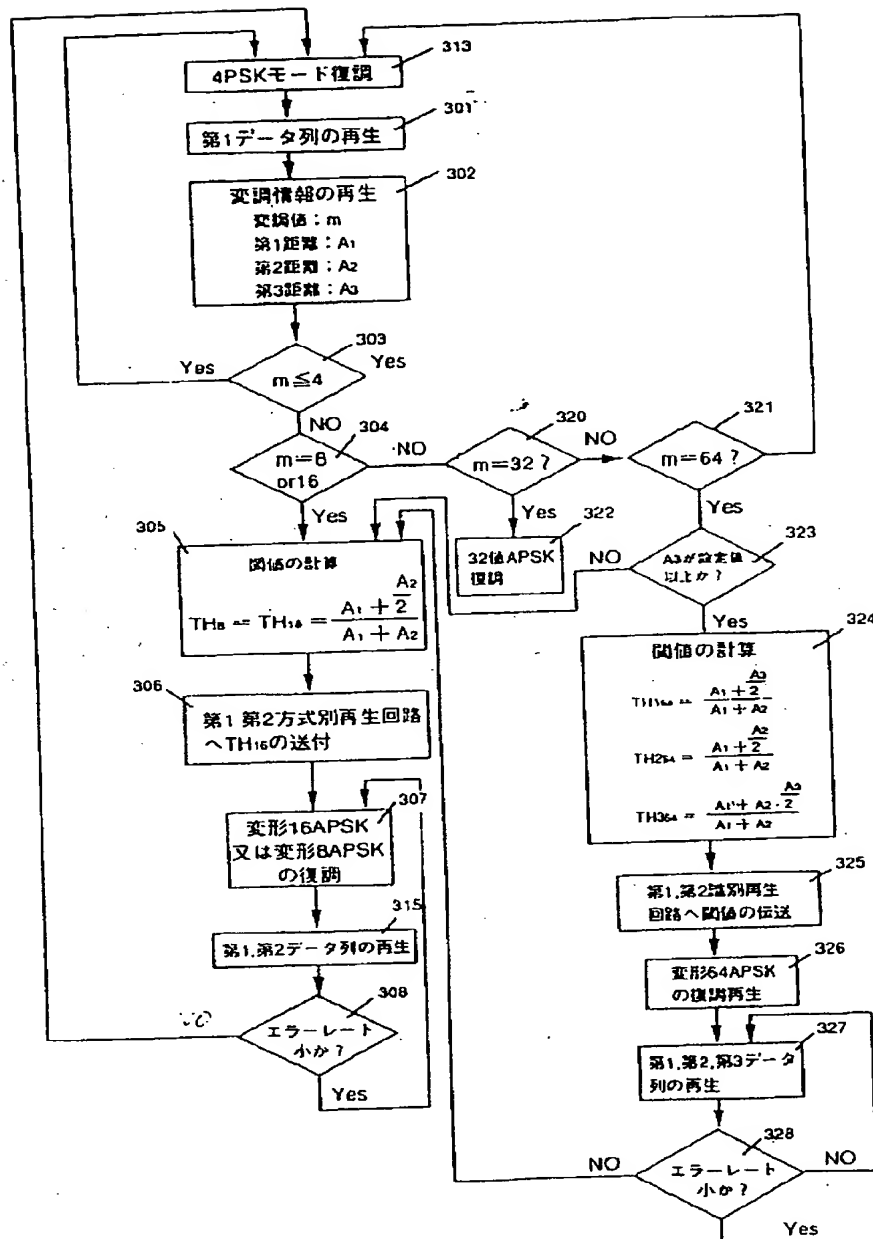 313
4PSKモード復調
301
第1データ列の再生
302
変調情報の再生
変調値:m
第1距離:A1
第2距離:A2
第3距離:A3
303
Yes
Yes
m≦4
NO
304
m=8
or16
NO
320
m=32?
NO
321
m=64?
Yes
Yes
Yes
305
閾値の計算
TH8 = TH16 = (A1 + A2/2) / (A1 + A2)
322
32値APSK
復調
NO
323
A3が設定値
以上か?
Yes
324
閾値の計算
TH164 = (A1 + A3/2) / (A1 + A2)
TH264 = (A1 + A2/2) / (A1 + A2)
TH364 = (A1 + A2 · A3/2) / (A1 + A2)
306
第1 第2方式別再生回路
へTH16の送付
307
変形16APSK
又は変形8APSK
の復調
325
第1,第2識別再生
回路へ閾値の伝送
315
第1,第2データ列の再生
326
変形64APSK
の復調再生
308
エラーレート
小か?
Yes
327
第1,第2,第3データ
列の再生
328
NO
エラーレート
小か?
NO
Yes